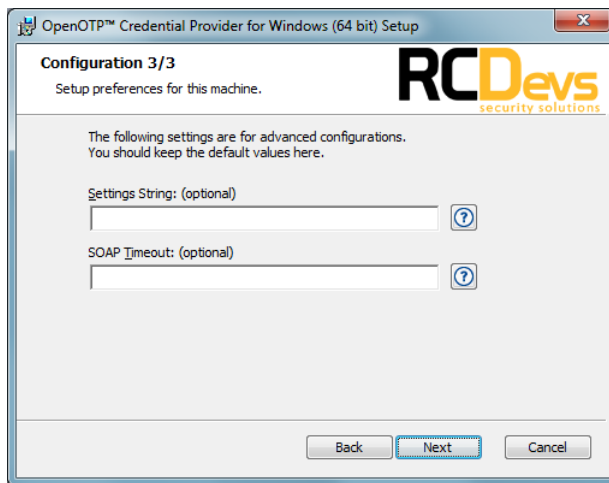 OpenOTP™ Credential Provider for Windows (64 bit) Setup
x
Configuration 3/3
Setup preferences for this machine.
RCDevs
security solutions
The following settings are for advanced configurations.
You should keep the default values here.
Settings String: (optional)
?
SOAP Timeout: (optional)
?
Back
Next
Cancel